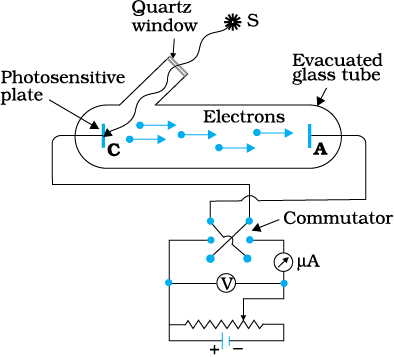 Quartz
window
S
Evacuated
glass tube
Photosensitive
plate
Electrons
C
A
Commutator
µA
V
+ −